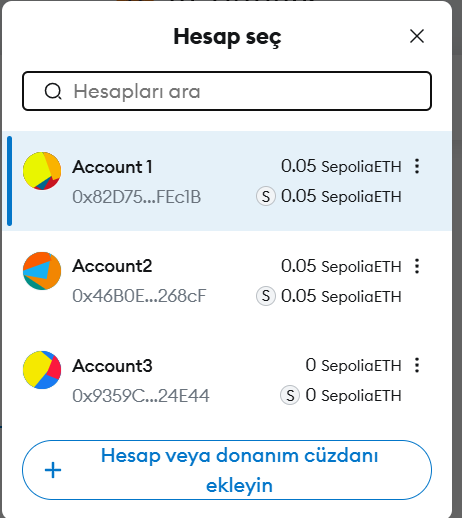 Hesap seç
Hesapları ara
Account 1 0.05 SepoliaETH
0x82D75...FEc1B S 0.05 SepoliaETH
Account2 0.05 SepoliaETH
0x46B0E...268cF S 0.05 SepoliaETH
Account3 0 SepoliaETH
0x9359C...24E44 S 0 SepoliaETH
+ Hesap veya donanım cüzdanı
ekleyin